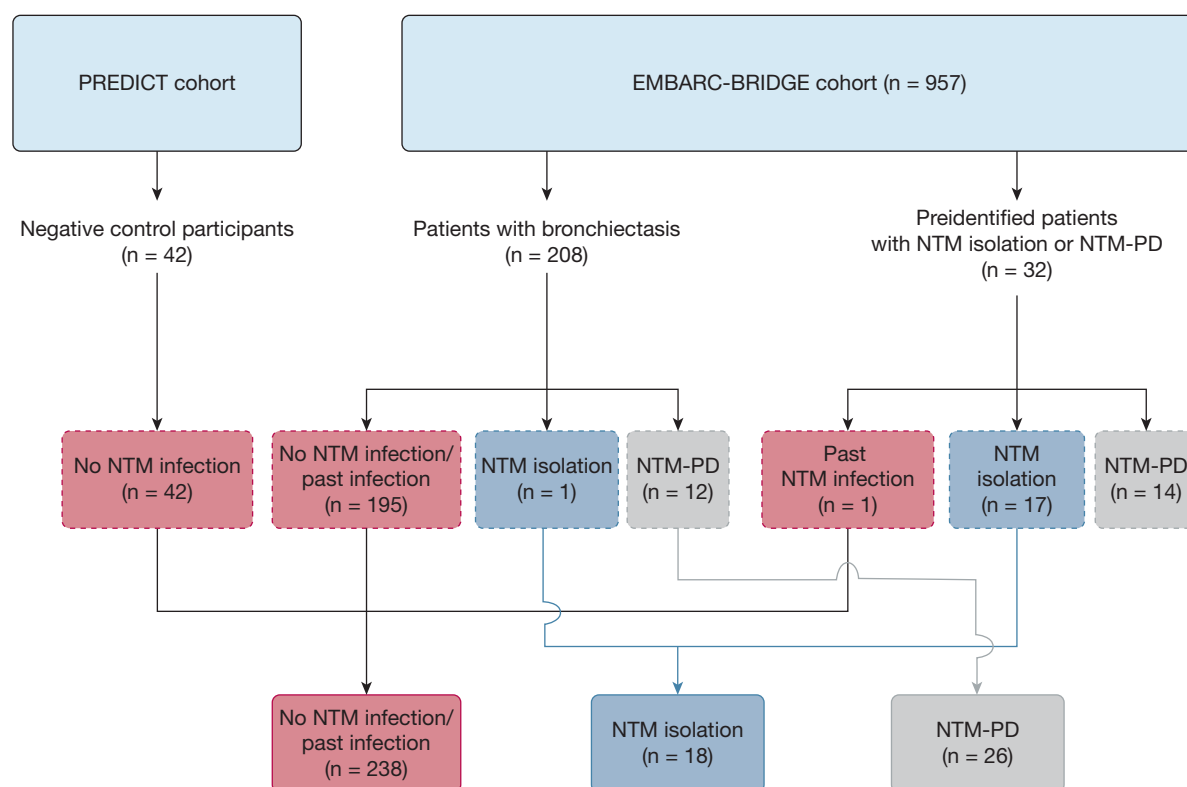 PREDICT cohort
EMBARC-BRIDGE cohort (n = 957)
Negative control participants
(n = 42)
Patients with bronchiectasis
(n = 208)
Preidentified patients
with NTM isolation or NTM-PD
(n = 32)
No NTM infection
(n = 42)
No NTM infection/
past infection
(n = 195)
NTM isolation
(n = 1)
NTM-PD
(n = 12)
Past
NTM infection
(n = 1)
NTM
isolation
(n = 17)
NTM-PD
(n = 14)
No NTM infection/
past infection
(n = 238)
NTM isolation
(n = 18)
NTM-PD
(n = 26)